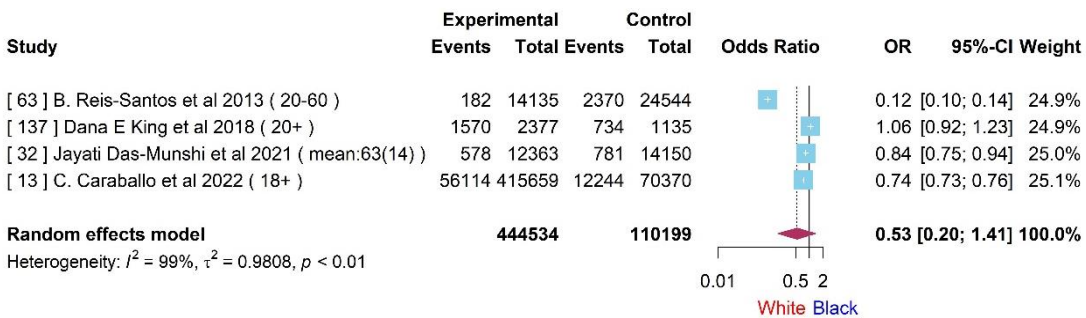 Experimental Control
Study Events Total Events Total Odds Ratio OR 95%-CI Weight
[ 63 ] B. Reis-Santos et al 2013 ( 20-60 ) 182 14135 2370 24544 0.12 [0.10; 0.14] 24.9%
[ 137 ] Dana E King et al 2018 ( 20+ ) 1570 2377 734 1135 1.06 [0.92; 1.23] 24.9%
[ 32 ] Jayati Das-Munshi et al 2021 ( mean:63(14) ) 578 12363 781 14150 0.84 [0.75; 0.94] 25.0%
[ 13 ] C. Caraballo et al 2022 ( 18+ ) 56114 415659 12244 70370 0.74 [0.73; 0.76] 25.1%
Random effects model 444534 110199 0.53 [0.20; 1.41] 100.0%
Heterogeneity: I² = 99%, τ² = 0.9808, p < 0.01
0.01 0.5 2
White Black